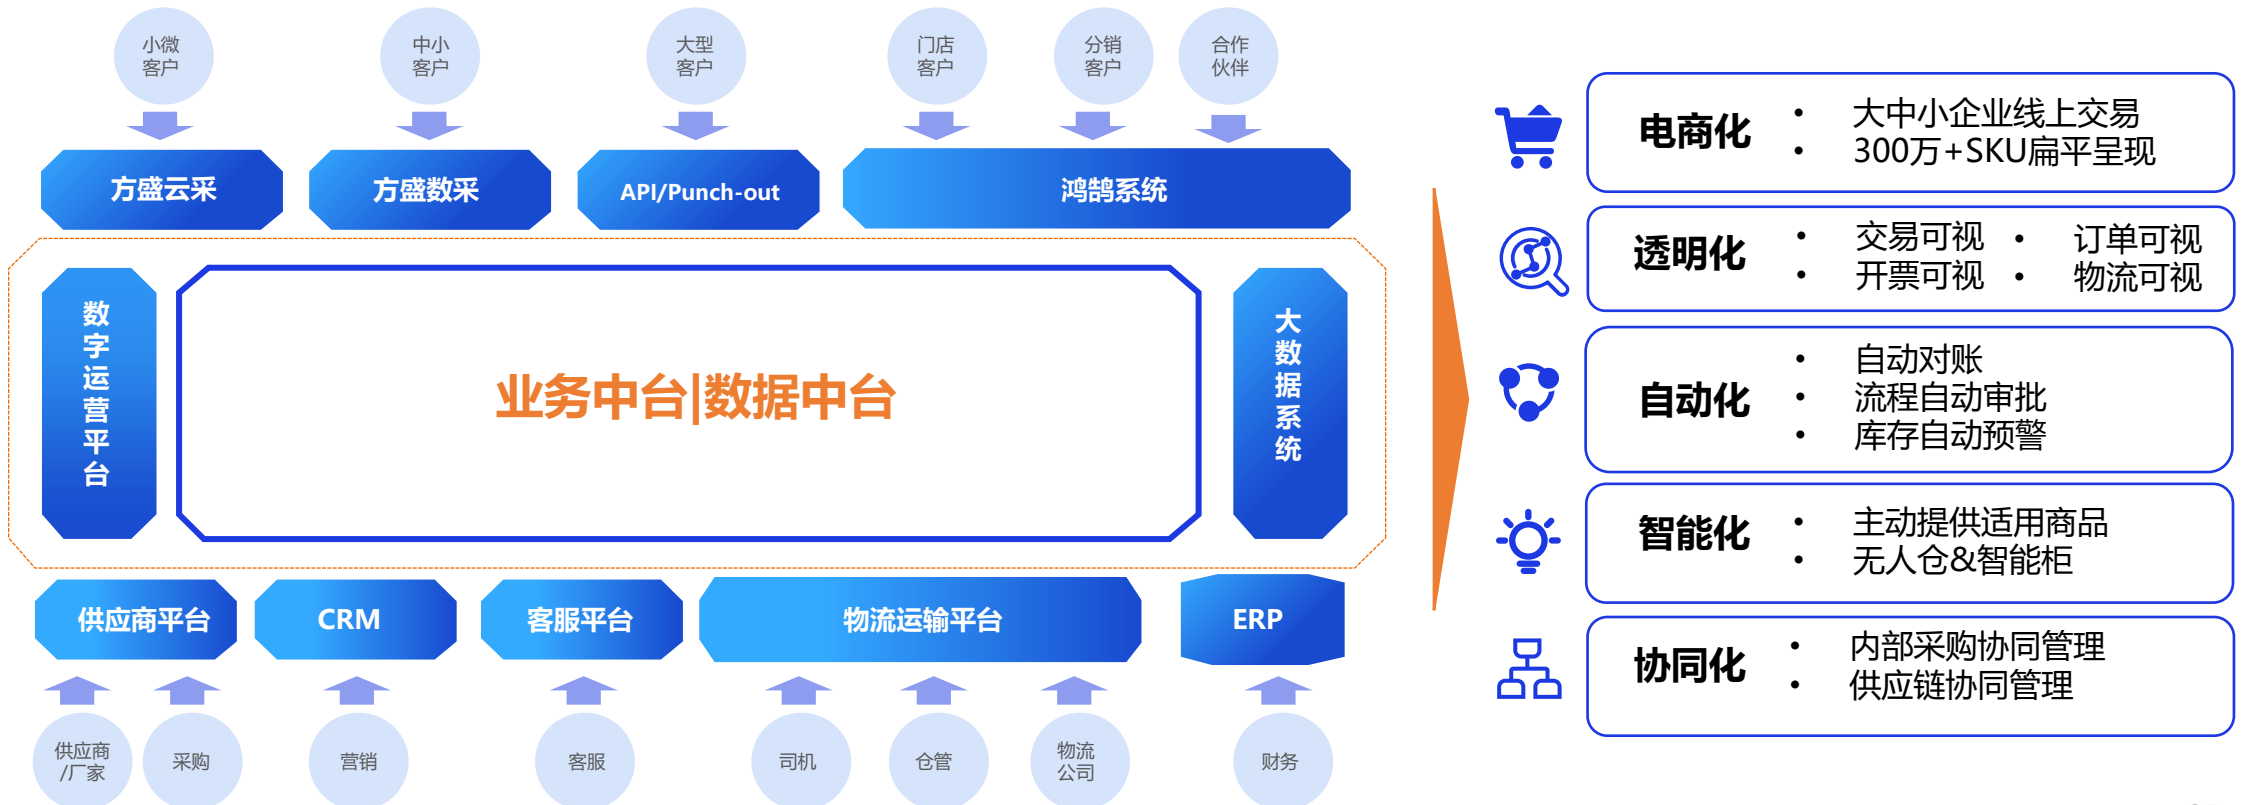 小微
客户
中小
客户
大型
客户
门店
客户
分销
客户
合作
伙伴
方盛云采
方盛数采
API/Punch-out
鸿鹄系统
数字运营平台
业务中台|数据中台
大数据系统
供应商平台
CRM
客服平台
物流运输平台
ERP
供应商
/厂家
采购
营销
客服
司机
仓管
物流
公司
财务
电商化
• 大中小企业线上交易
• 300万+SKU扁平呈现
透明化
• 交易可视
• 开票可视
• 订单可视
• 物流可视
自动化
• 自动对账
• 流程自动审批
• 库存自动预警
智能化
• 主动提供适用商品
• 无人仓&智能柜
协同化
• 内部采购协同管理
• 供应链协同管理